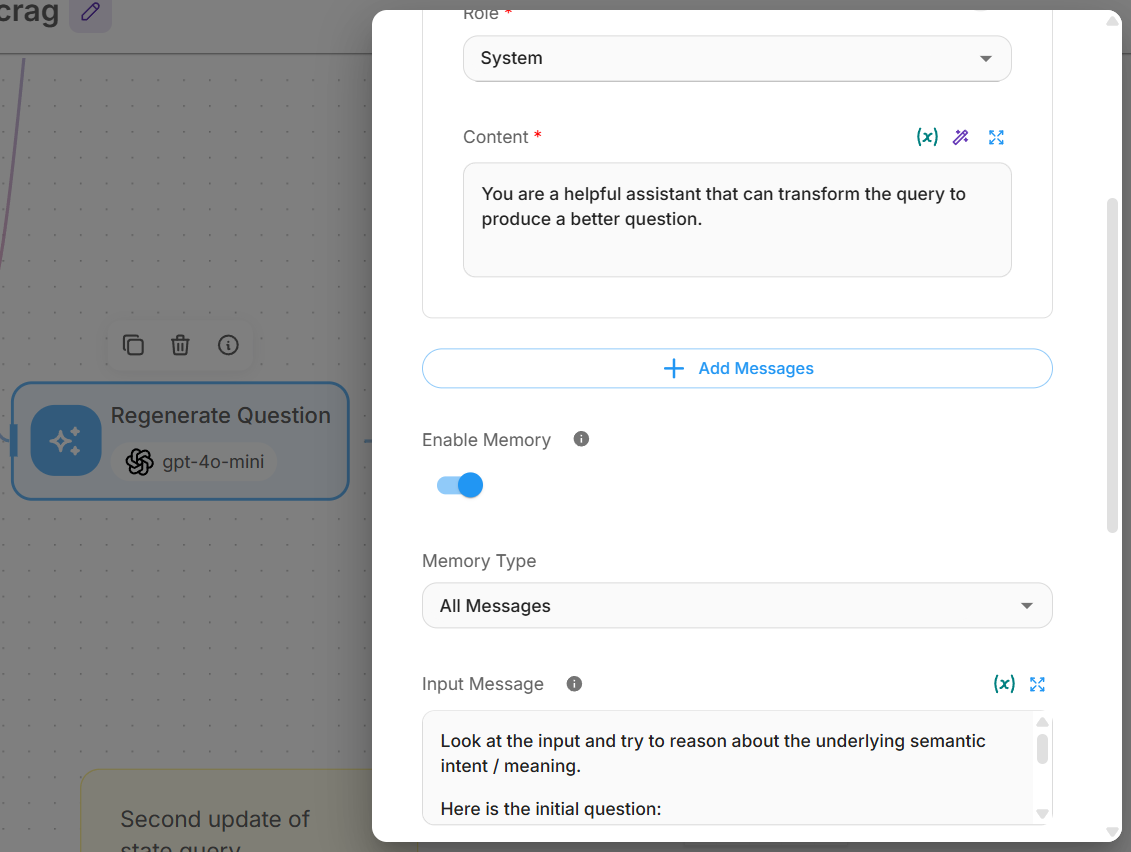 crag
Role *
System
Content *
(x)
You are a helpful assistant that can transform the query to
produce a better question.
Add Messages
Regenerate Question
gpt-4o-mini
Enable Memory
Memory Type
All Messages
Input Message
(x)
Look at the input and try to reason about the underlying semantic
intent / meaning.
Here is the initial question:
Second update of
state query